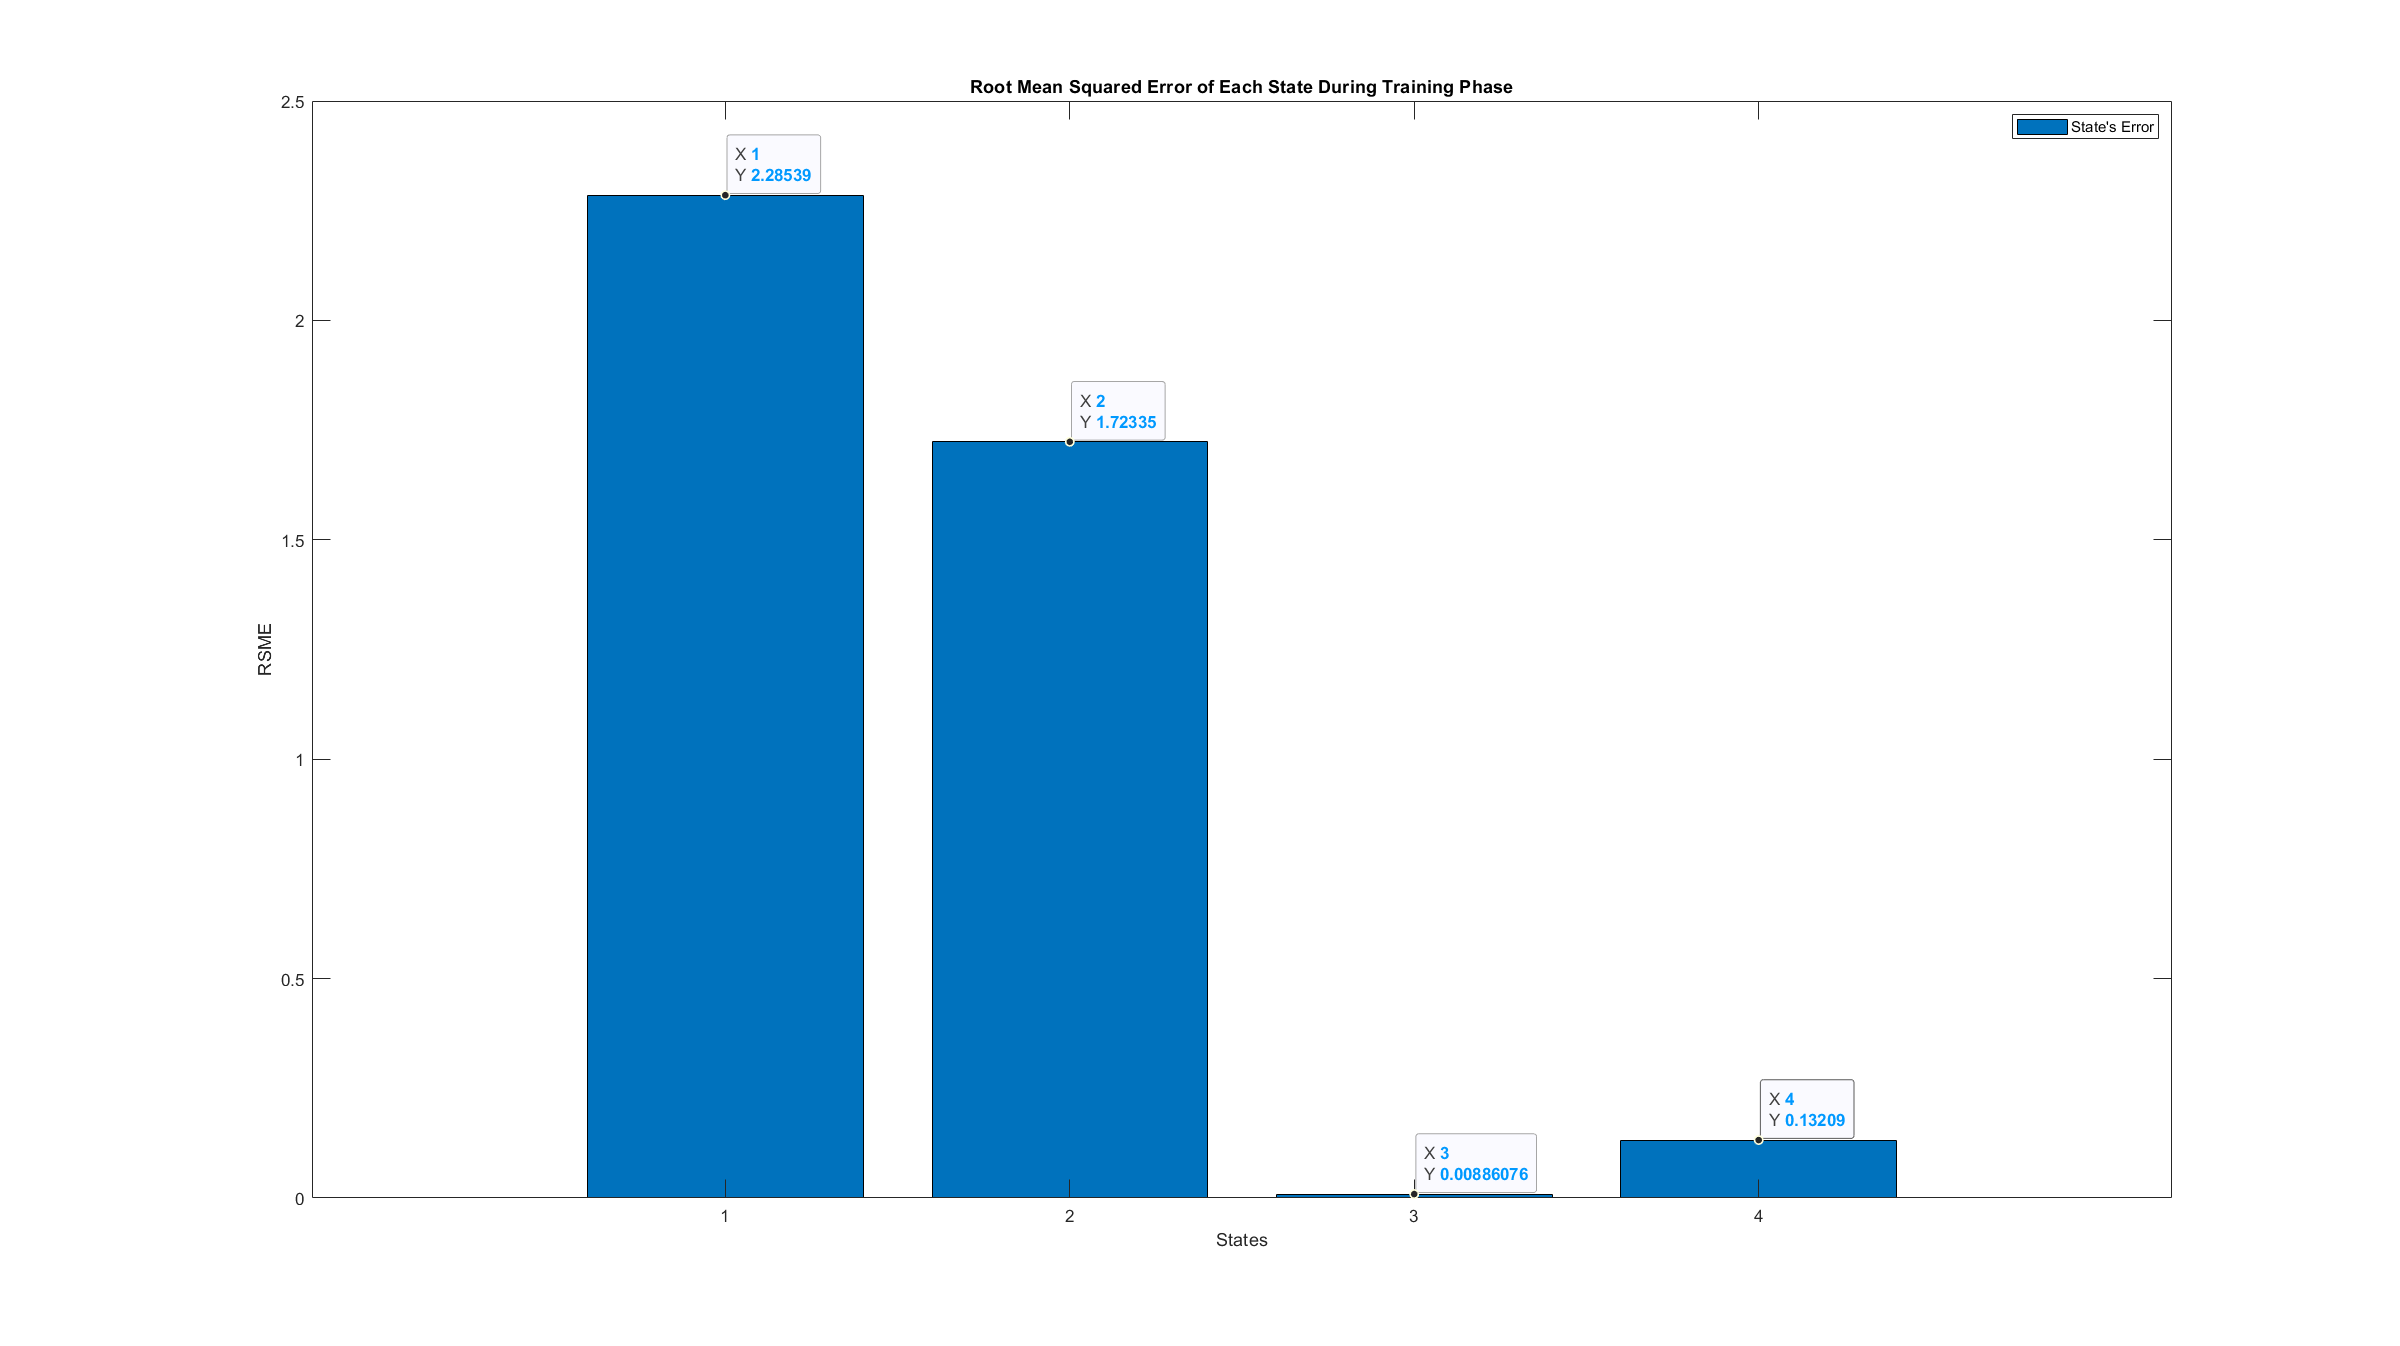 Root Mean Squared Error of Each State During Training Phase
2.5
2
1.5
1
0.5
0
RSME
State's Error
X 1
Y 2.28539
X 2
Y 1.72335
X 3
Y 0.00886076
X 4
Y 0.13209
1
2
3
4
States